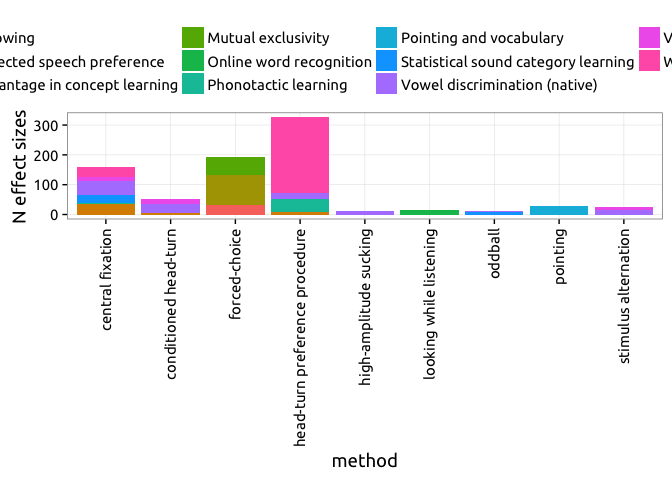 owing Mutual exclusivity Pointing and vocabulary V
ected speech preference Online word recognition Statistical sound category learning W
antage in concept learning Phonotactic learning Vowel discrimination (native)
N effect sizes
300
200
100
0
central fixation
conditioned head-turn
forced-choice
head-turn preference procedure
high-amplitude sucking
looking while listening
oddball
pointing
stimulus alternation
method